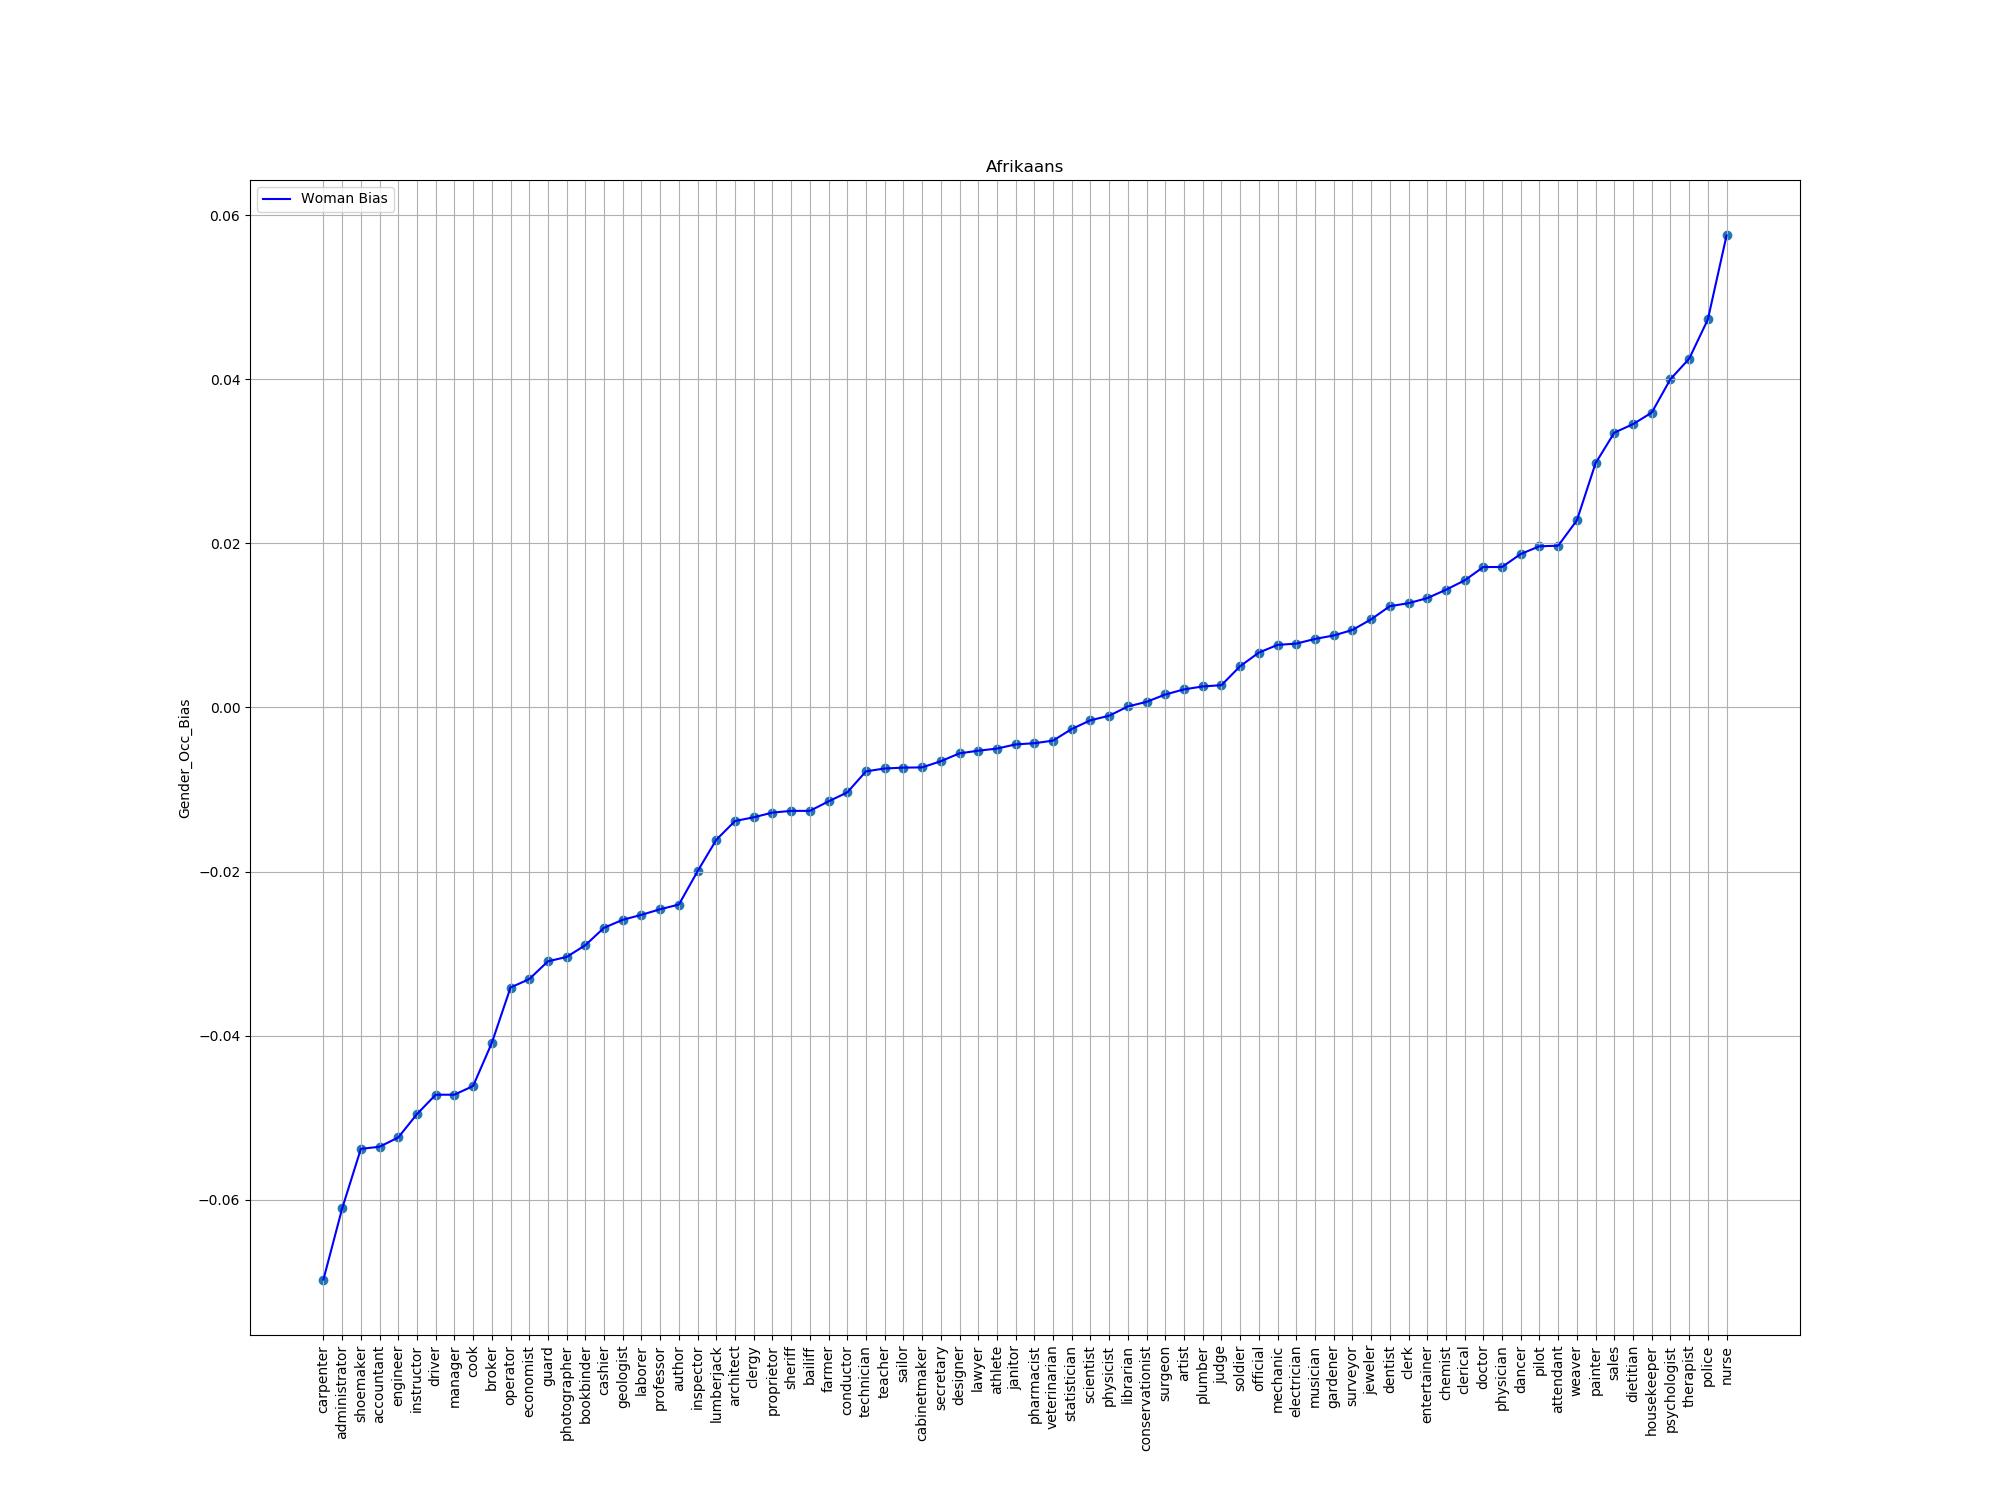 Afrikaans
Woman Bias
0.06
0.04
0.02
0.00
−0.02
−0.04
−0.06
Gender_Occ_Bias
carpenter
administrator
shoemaker
accountant
engineer
instructor
driver
manager
cook
broker
operator
economist
guard
photographer
bookbinder
cashier
geologist
laborer
professor
author
inspector
lumberjack
architect
clergy
proprietor
sheriff
bailiff
farmer
conductor
technician
teacher
sailor
cabinetmaker
secretary
designer
lawyer
athlete
janitor
pharmacist
veterinarian
statistician
scientist
physicist
librarian
conservationist
surgeon
artist
plumber
judge
soldier
official
mechanic
electrician
musician
gardener
surveyor
jeweler
dentist
clerk
entertainer
chemist
clerical
doctor
physician
dancer
pilot
attendant
weaver
painter
sales
dietitian
housekeeper
psychologist
therapist
police
nurse